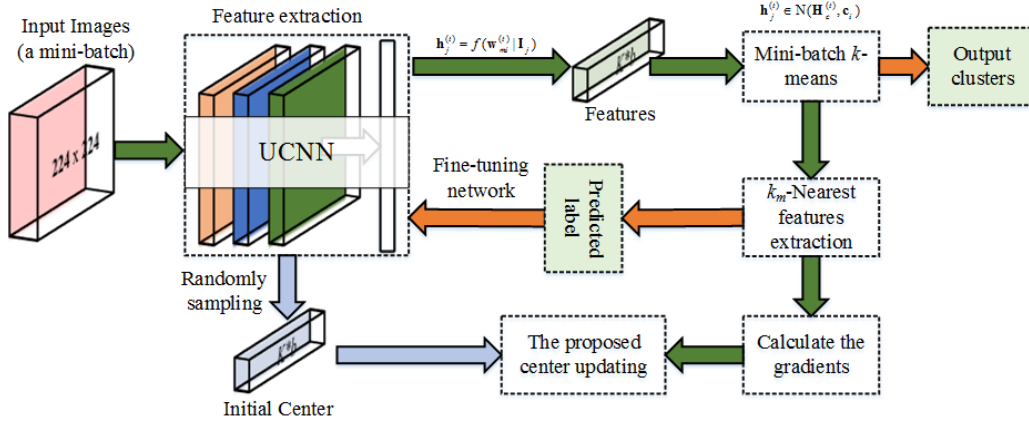 Input Images
(a mini-batch)
224 x 224
Feature extraction
UCNN
h_j^{(t)} = f(w_{mi}^{(t)} | I_j)
K*h
Features
h_j^{(t)} ∈ N(H_c^{(t)}, c_i)
Mini-batch k-
means
Output
clusters
Fine-tuning
network
Predicted
label
k_m-Nearest
features
extraction
Randomly
sampling
K*h
Initial Center
The proposed
center updating
Calculate the
gradients